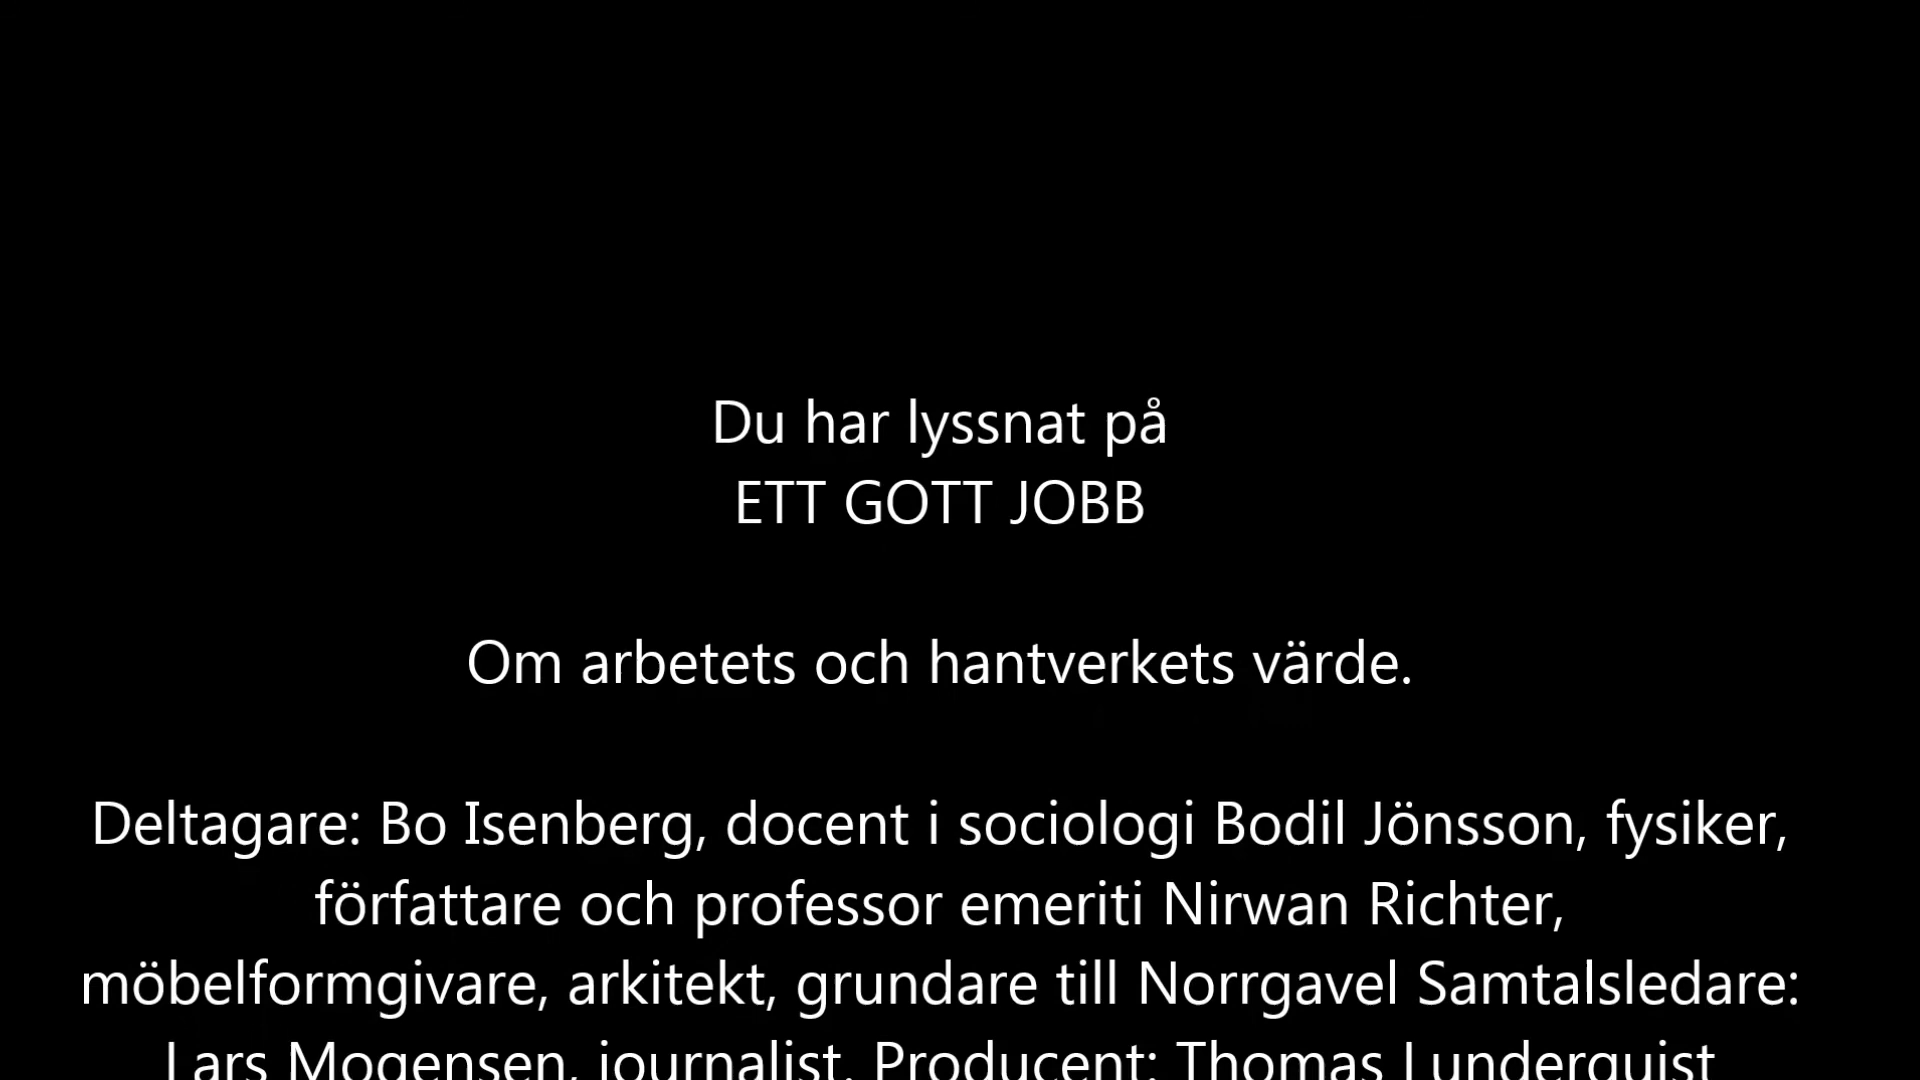 Du har lyssnat på
ETT GOTT JOBB
Om arbetets och hantverkets värde.
Deltagare: Bo Isenberg, docent i sociologi Bodil Jönsson, fysiker,
författare och professor emeriti Nirwan Richter,
möbelformgivare, arkitekt, grundare till Norrgavel Samtalsledare:
Lars Mogensen, journalist. Producent: Thomas Lunderquist